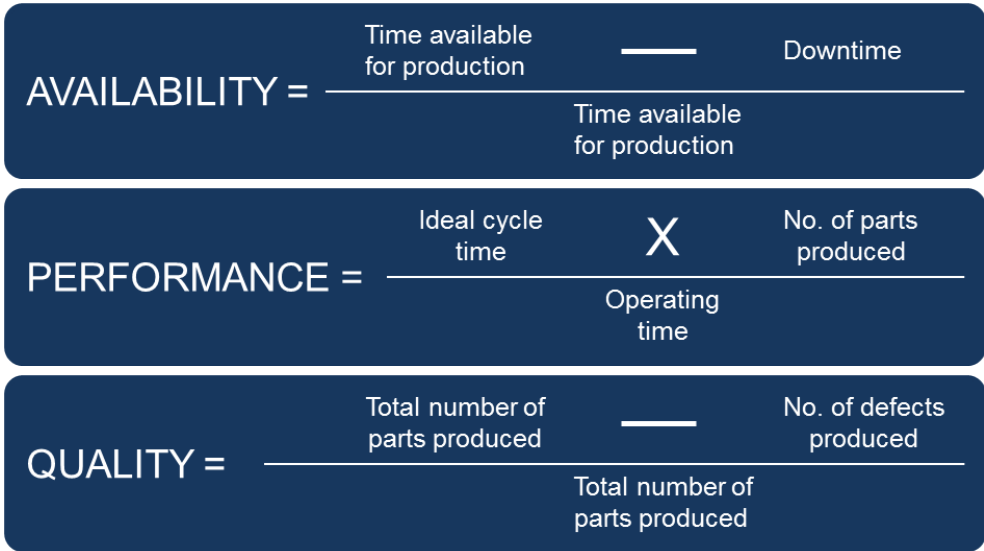 AVAILABILITY =
Time available
for production
—
Downtime
Time available
for production
PERFORMANCE =
Ideal cycle
time
X
No. of parts
produced
Operating
time
QUALITY =
Total number of
parts produced
—
No. of defects
produced
Total number of
parts produced